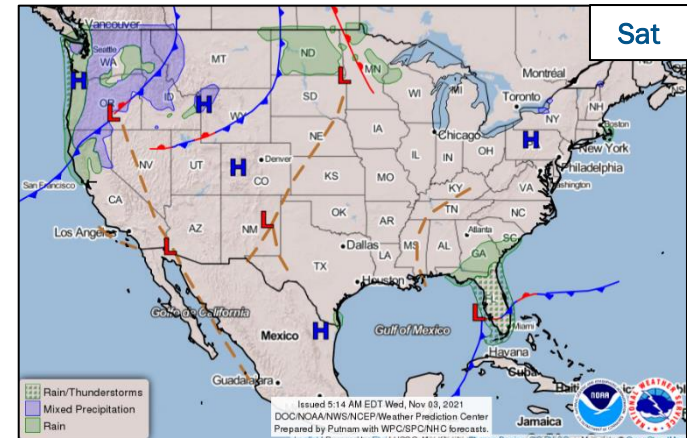 Sat
Vancouver
Seattle
WA
MT
ND
MN
Montréal
H
L
OR
ID
H
WY
SD
WI
MI
Toronto
NY
NH
Boston
New York
Philadelphia
Washington
San Francisco
NV
UT
H
Denver
CO
NE
IA
Chicago
IL
IN
OH
H
KS
MO
KY
VA
CA
Los Angeles
AZ
L
NM
L
OK
AR
TN
NC
Atlanta
SC
L
TX
Dallas
LA
MS
AL
GA
Houston
Golfo de California
Mexico
H
Gulf of Mexico
L
Miami
Havana
Cuba
Guadalajara
Jamaica
Rain/Thunderstorms
Mixed Precipitation
Rain
Issued 5:14 AM EDT Wed, Nov 03, 2021
DOC/NOAA/NWS/NCEP/Weather Prediction Center
Prepared by Putnam with WPC/SPC/NHC forecasts.
NOAA